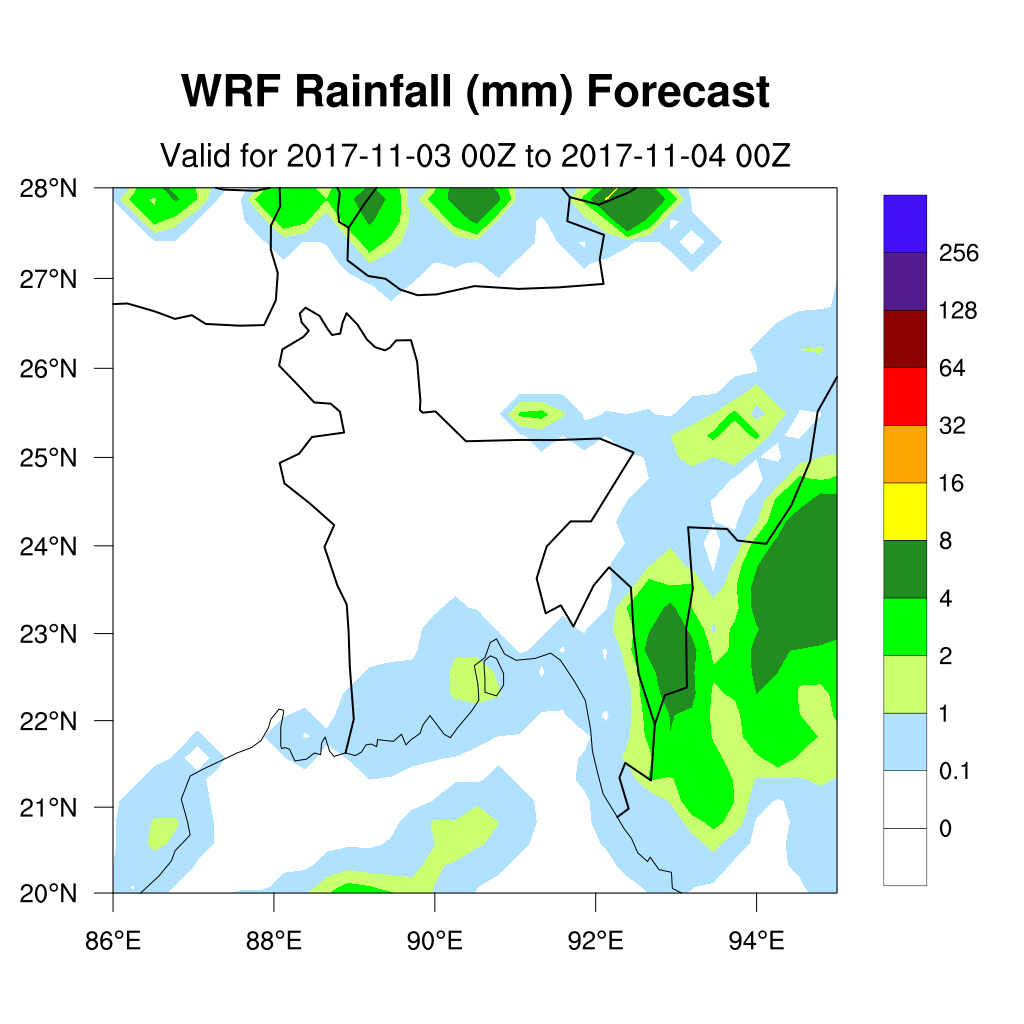 WRF Rainfall (mm) Forecast
Valid for 2017-11-03 00Z to 2017-11-04 00Z
28°N
27°N
26°N
25°N
24°N
23°N
22°N
21°N
20°N
86°E 88°E 90°E 92°E 94°E
256
128
64
32
16
8
4
2
1
0.1
0